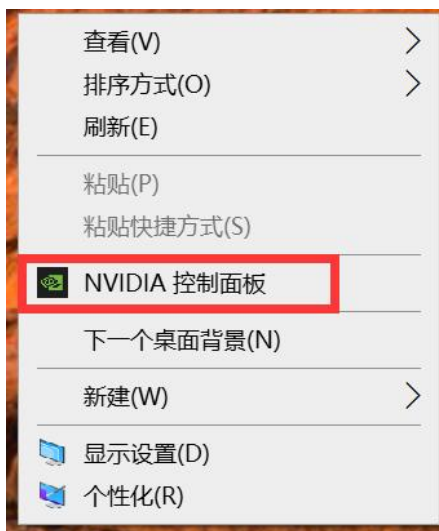 查看(V)
排序方式(O)
刷新(E)
粘贴(P)
粘贴快捷方式(S)
NVIDIA 控制面板
下一个桌面背景(N)
新建(W)
显示设置(D)
个性化(R)